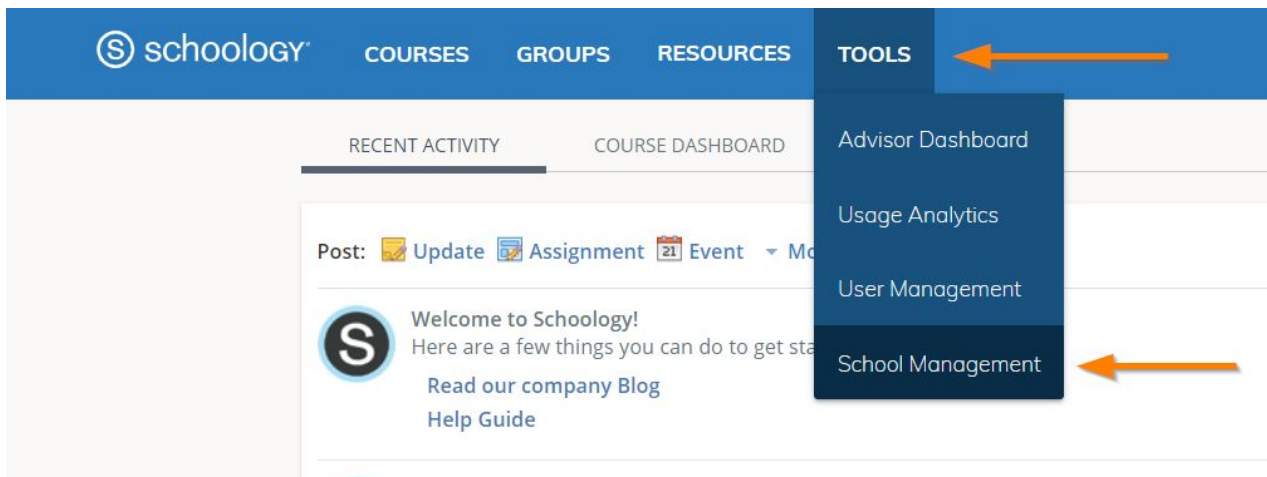 schoology COURSES GROUPS RESOURCES TOOLS
RECENT ACTIVITY COURSE DASHBOARD
Advisor Dashboard
Usage Analytics
User Management
School Management
Post: Update Assignment 21 Event
Welcome to Schoology!
Here are a few things you can do to get
Read our company Blog
Help Guide